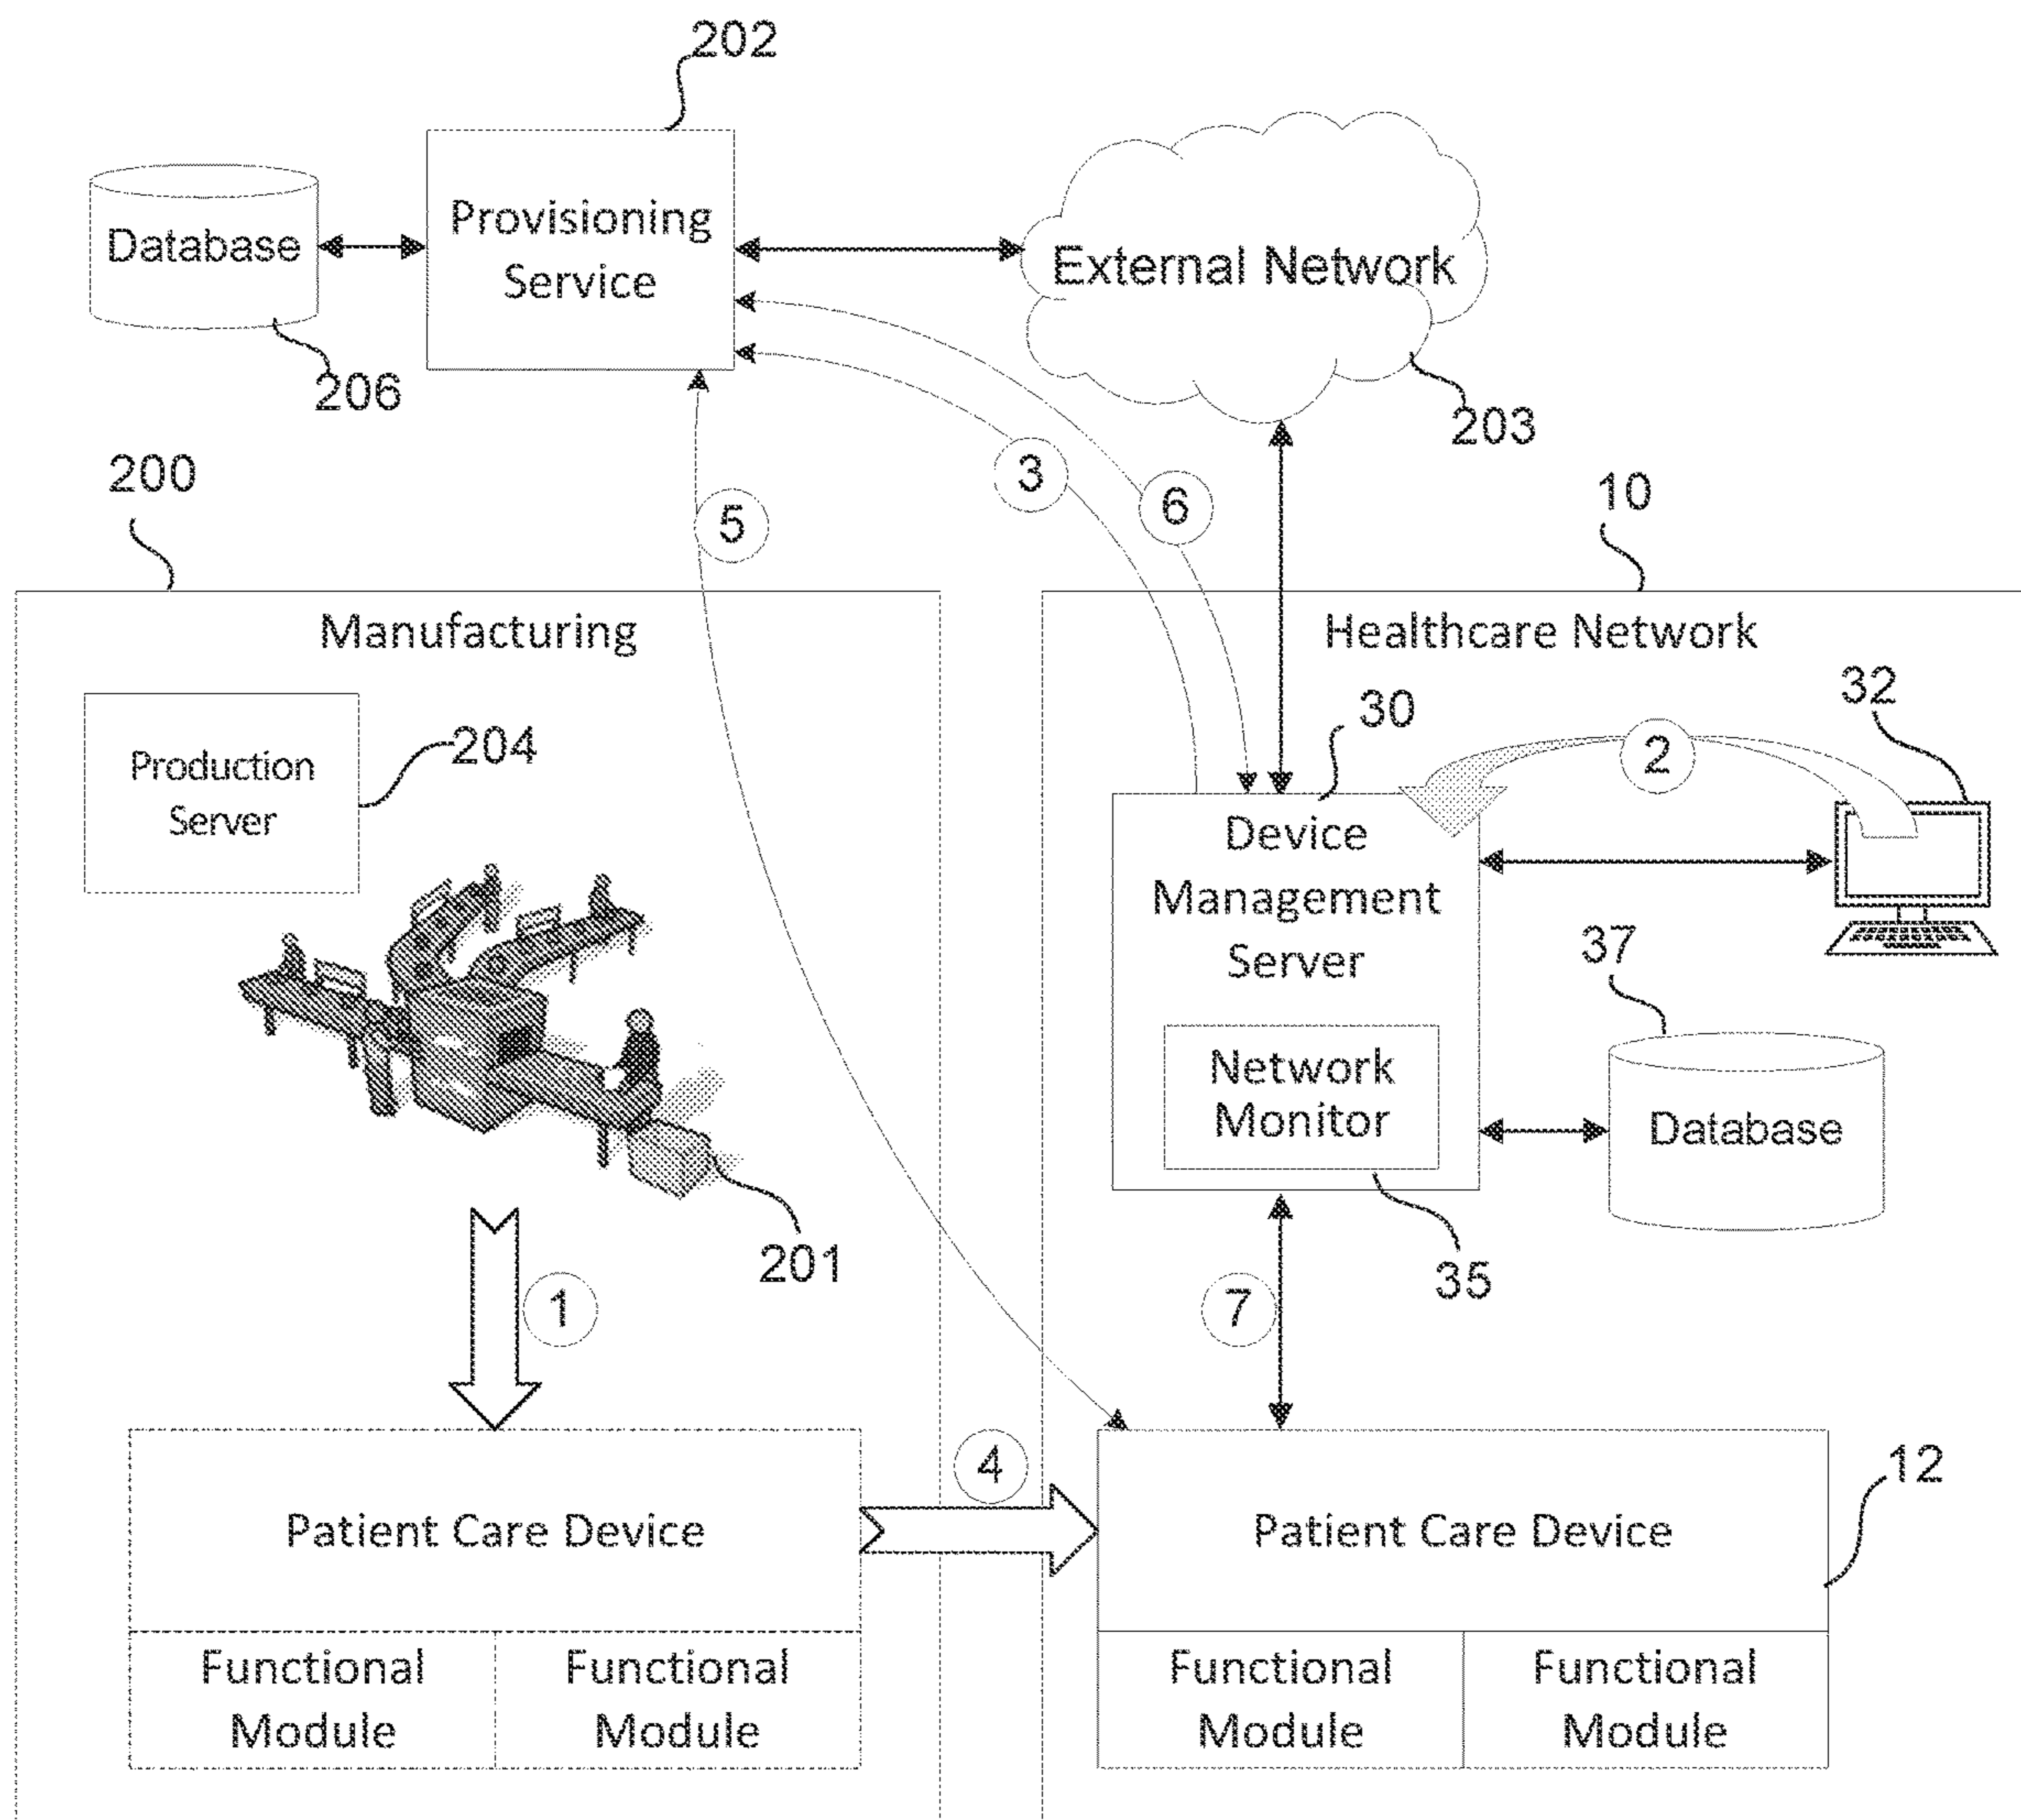 202
Database
Provisioning
Service
External Network
206
203
200
3
6
5
10
Manufacturing
Healthcare Network
Production
Server
204
30
32
2
Device
Management
Server
37
Network
Monitor
Database
201
35
1
7
4
12
Patient Care Device
Patient Care Device
Functional
Module
Functional
Module
Functional
Module
Functional
Module